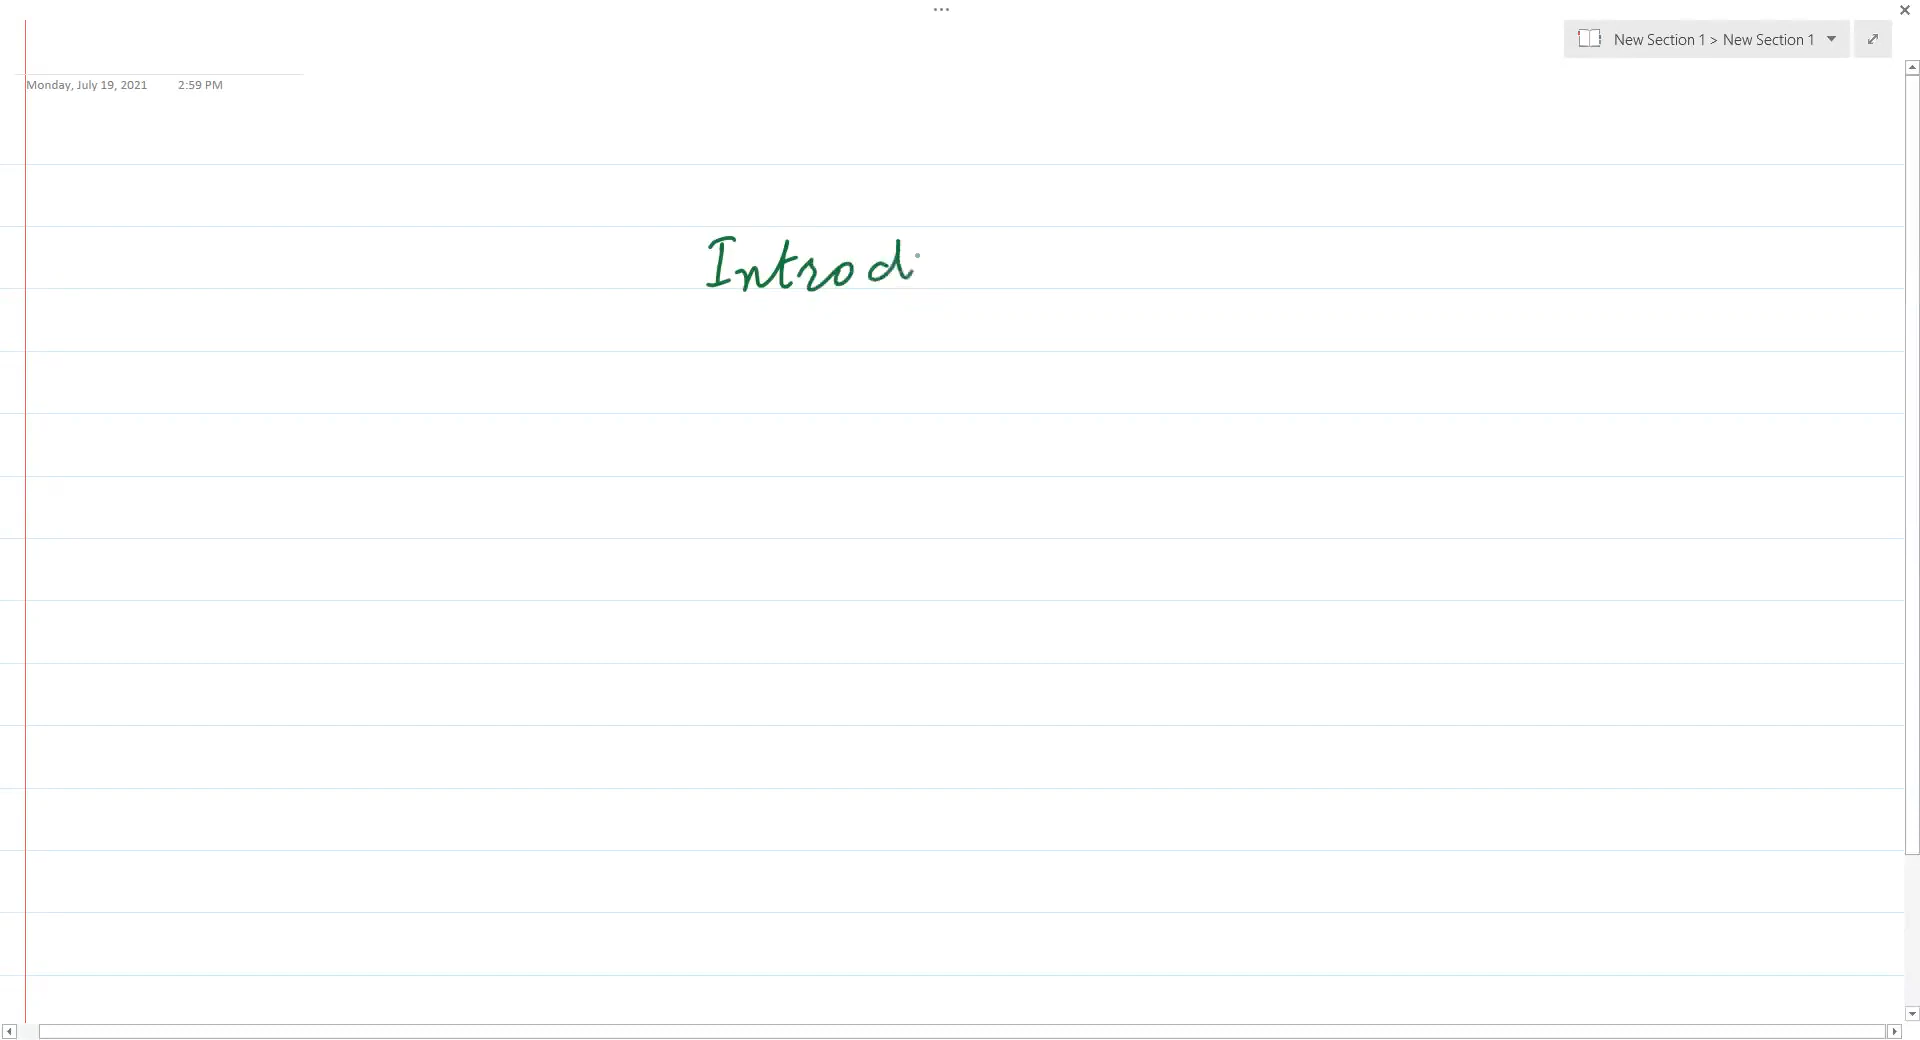 New Section 1 > New Section 1
Monday, July 19, 2021 2:59 PM
Introd